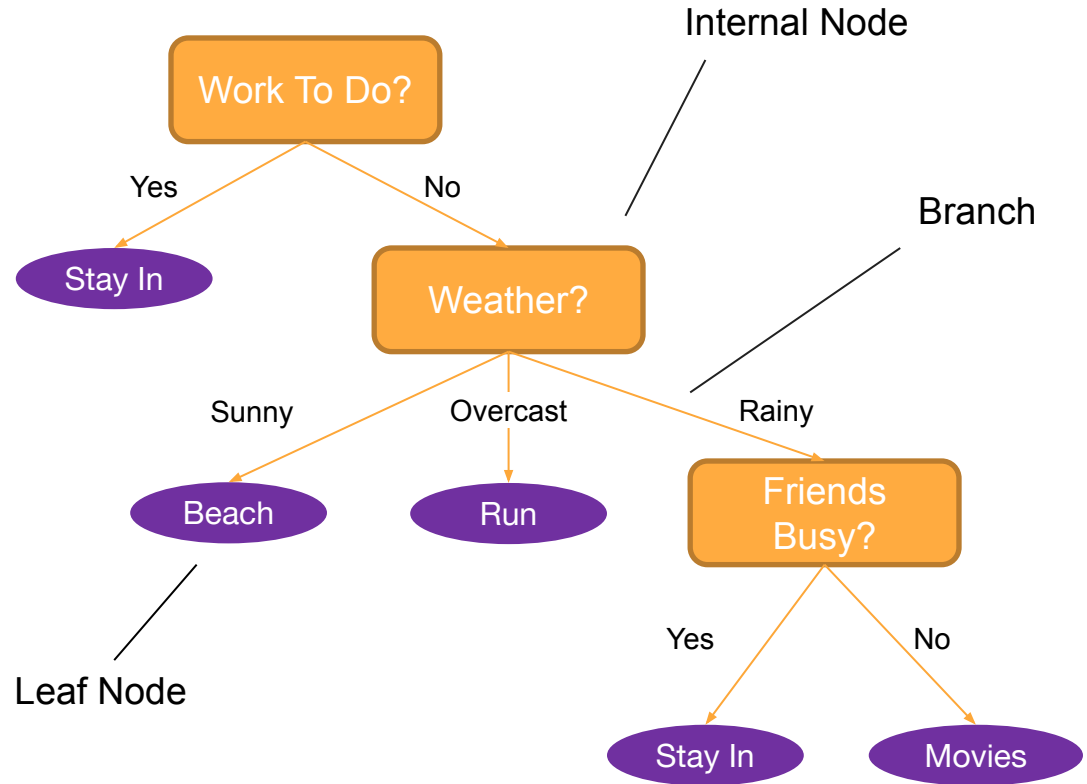 Internal Node
Work To Do?
Yes
No
Branch
Stay In
Weather?
Sunny
Overcast
Rainy
Beach
Run
Friends
Busy?
Yes
No
Leaf Node
Stay In
Movies